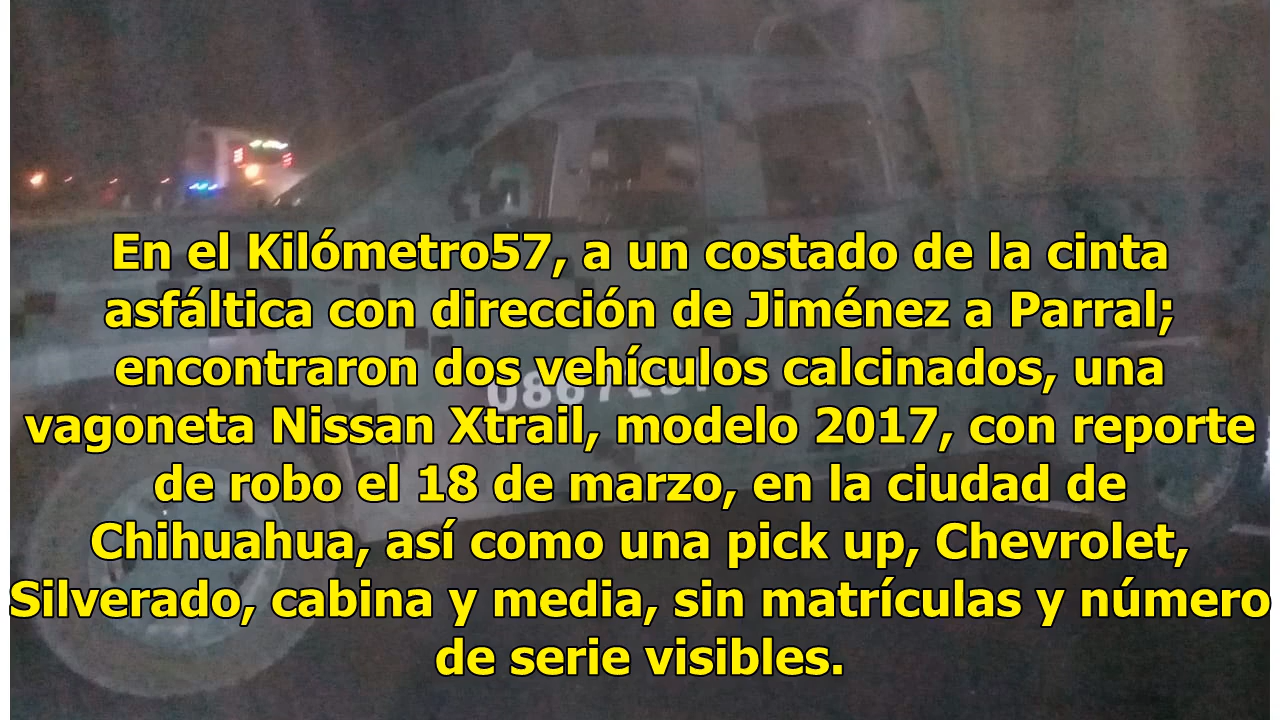 En el Kilómetro57, a un costado de la cinta
asfáltica con dirección de Jiménez a Parral;
encontraron dos vehículos calcinados, una
vagoneta Nissan Xtrail, modelo 2017, con reporte
de robo el 18 de marzo, en la ciudad de
Chihuahua, así como una pick up, Chevrolet,
Silverado, cabina y media, sin matrículas y número
de serie visibles.